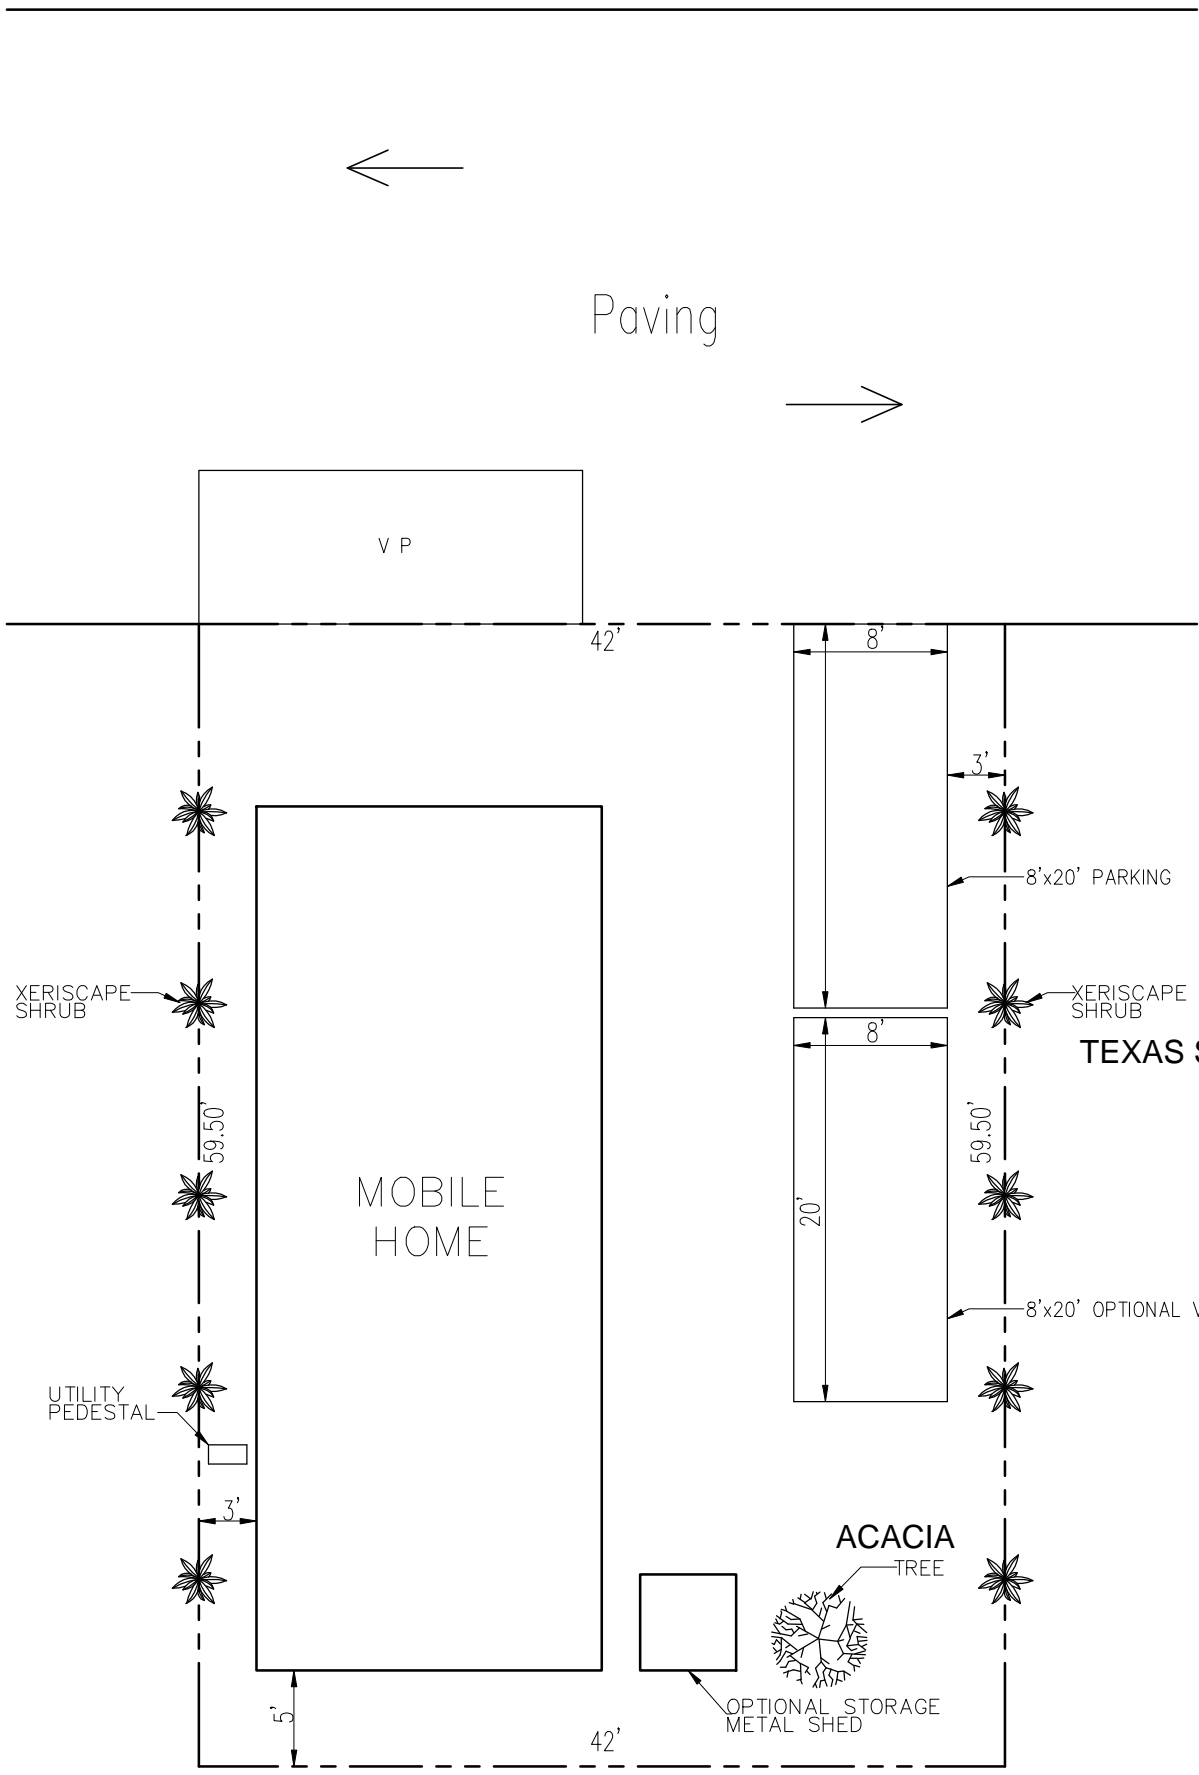 Paving
V P
42'
8'
3'
8'x20' PARKING
XERISCAPE
SHRUB
XERISCAPE
SHRUB
TEXAS
8'
59.50'
59.50'
20'
MOBILE
HOME
8'x20' OPTIONAL
UTILITY
PEDESTAL
3'
ACACIA
TREE
5'
OPTIONAL STORAGE
METAL SHED
42'